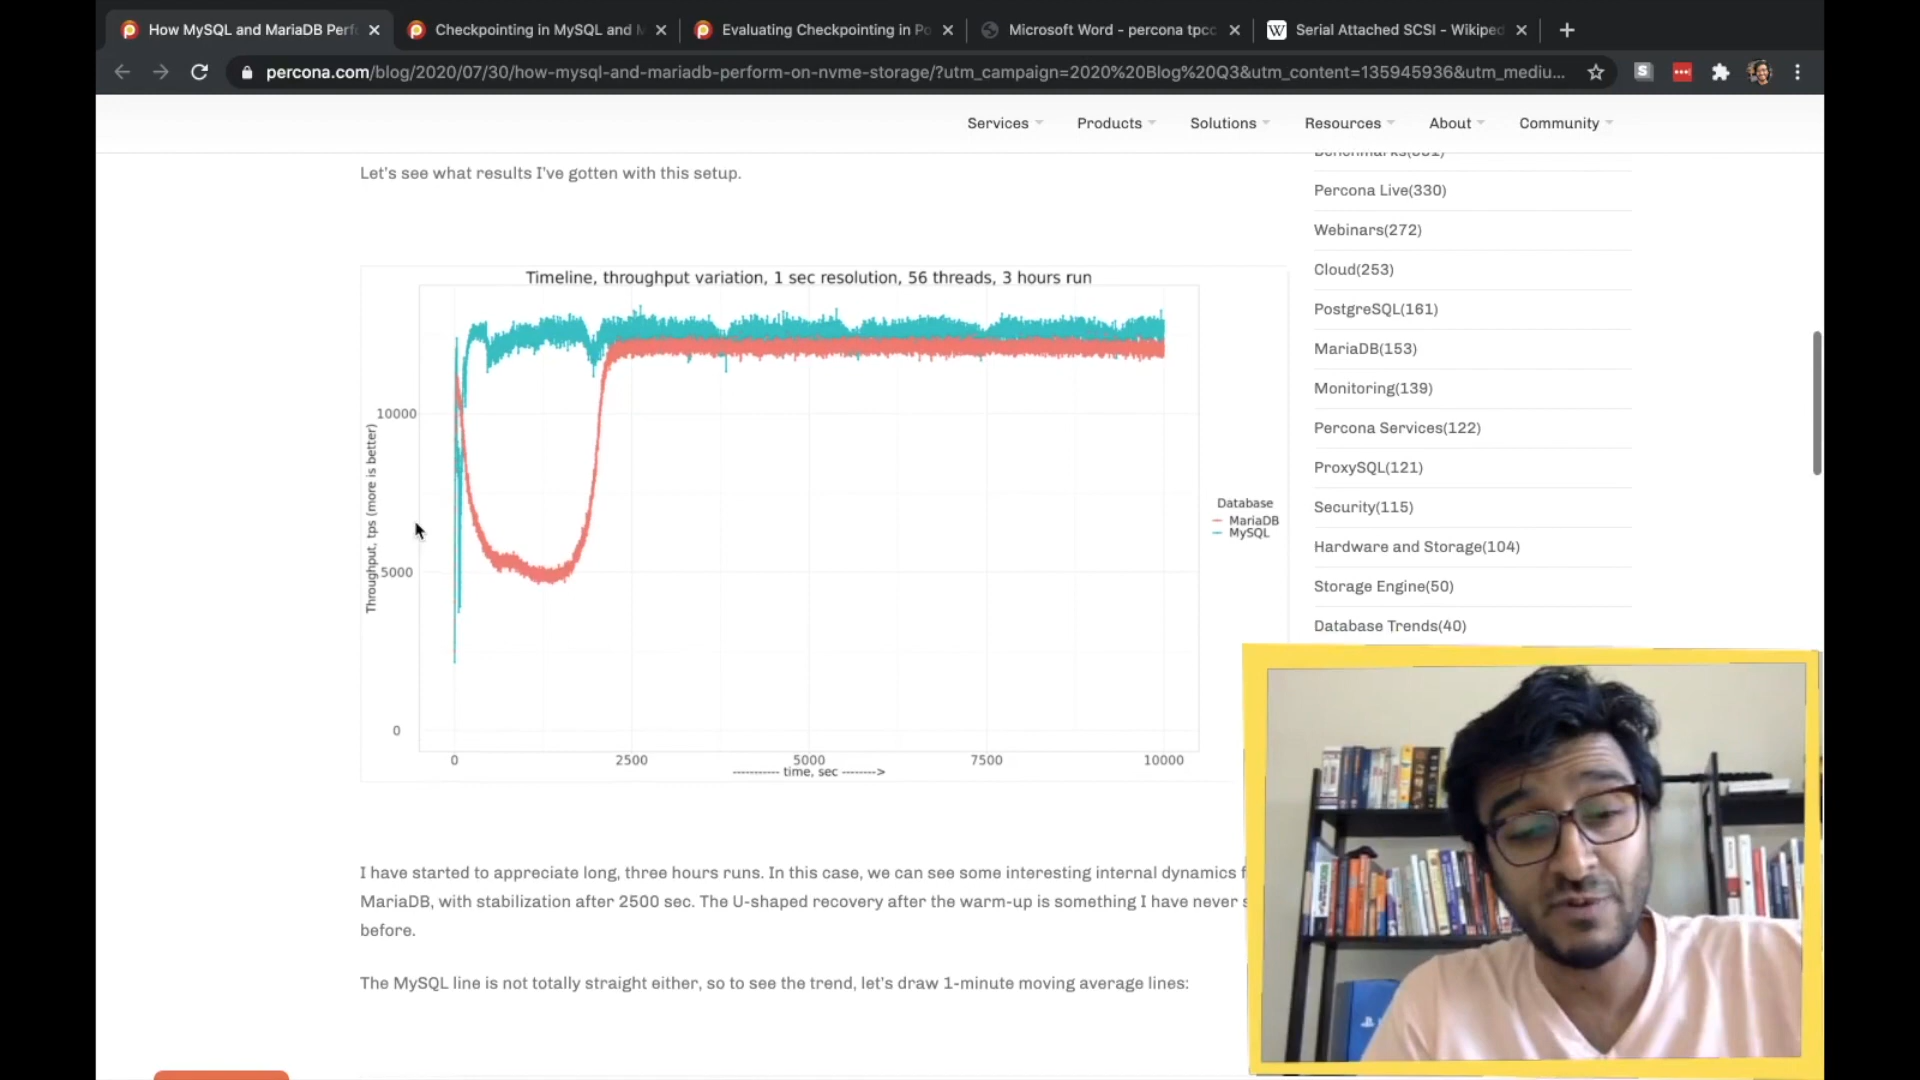 How MySQL and MariaDB Perf
Checkpointing in MySQL and M
Evaluating Checkpointing in Po
Microsoft Word - percona tpcc
Serial Attached SCSI - Wikiped
percona.com/blog/2020/07/30/how-mysql-and-mariadb-perform-on-nvme-storage/?utm_campaign=2020%20Blog%20Q3&utm_content=135945936&utm_mediu...
Services
Products
Solutions
Resources
About
Community
Let's see what results I've gotten with this setup.
Timeline, throughput variation, 1 sec resolution, 56 threads, 3 hours run
Throughput, tps (more is better)
10000
5000
0
0
2500
5000
7500
10000
----------- time, sec -------->
Database
MariaDB
MySQL
I have started to appreciate long, three hours runs. In this case, we can see some interesting internal dynamics f
MariaDB, with stabilization after 2500 sec. The U-shaped recovery after the warm-up is something I have never s
before.
The MySQL line is not totally straight either, so to see the trend, let's draw 1-minute moving average lines:
Benchmarks(331)
Percona Live(330)
Webinars(272)
Cloud(253)
PostgreSQL(161)
MariaDB(153)
Monitoring(139)
Percona Services(122)
ProxySQL(121)
Security(115)
Hardware and Storage(104)
Storage Engine(50)
Database Trends(40)